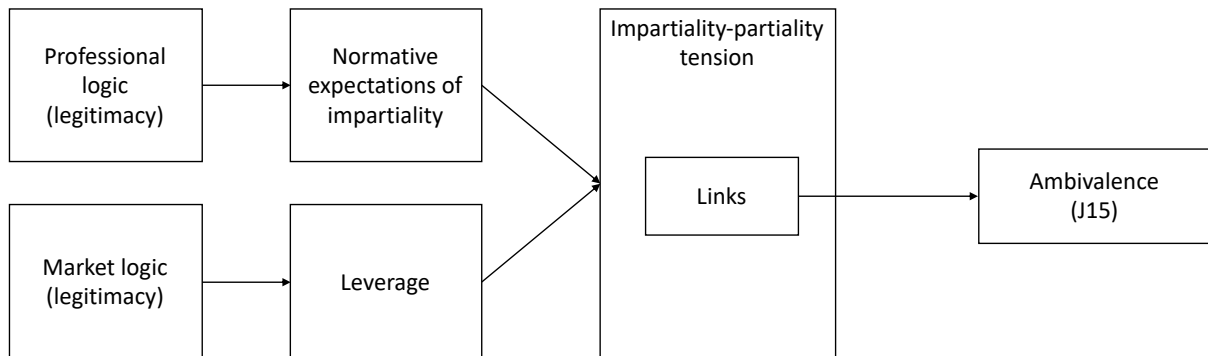 Professional
logic
(legitimacy)
Normative
expectations of
impartiality
Impartiality-partiality
tension
Links
Ambivalence
(J15)
Market logic
(legitimacy)
Leverage